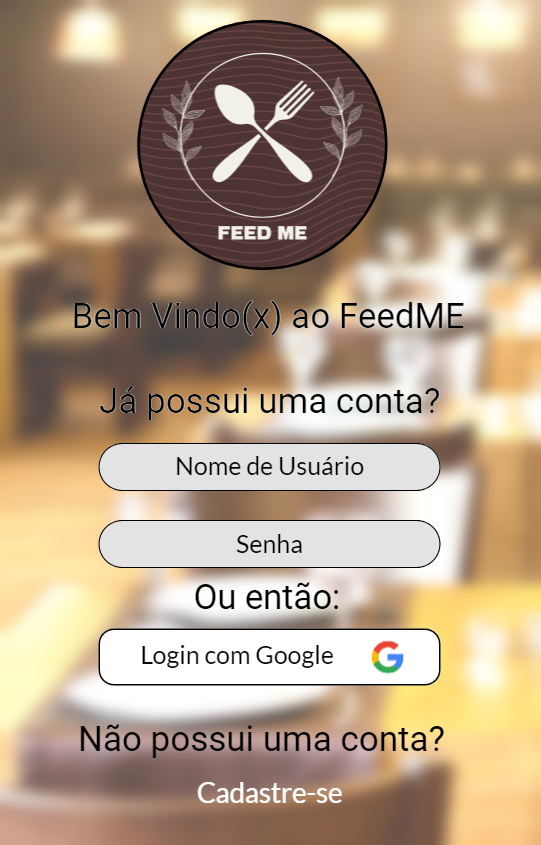 FEED ME
Bem Vindo(x) ao FeedME
Já possui uma conta?
Nome de Usuário
Senha
Ou então:
Login com Google
Não possui uma conta?
Cadastre-se